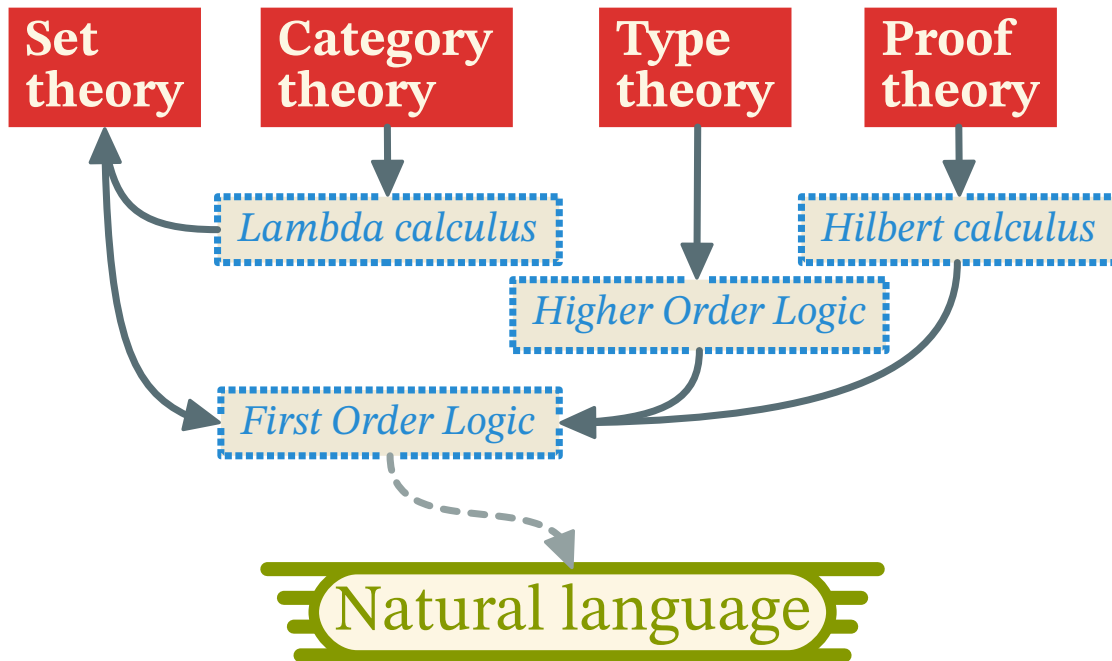 Set
theory
Category
theory
Type
theory
Proof
theory
Lambda calculus
Hilbert calculus
Higher Order Logic
First Order Logic
Natural language